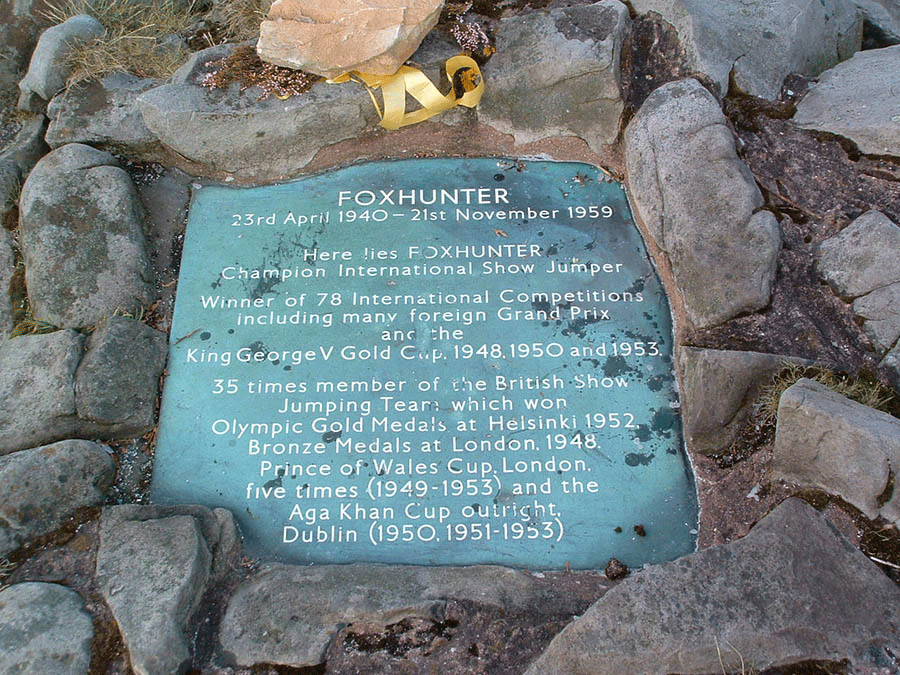 FOXHUNTER
23rd April 1940 – 21st November 1959
Here lies FOXHUNTER
Champion International Show Jumper
Winner of 78 International Competitions
including many foreign Grand Prix
and the
King George V Gold Cup, 1948, 1950 and 1953.
35 times member of the British Show
Jumping Team which won
Olympic Gold Medals at Helsinki 1952,
Bronze Medals at London, 1948.
Prince of Wales Cup, London,
five times (1949-1953) and the
Aga Khan Cup outright,
Dublin (1950, 1951-1953)